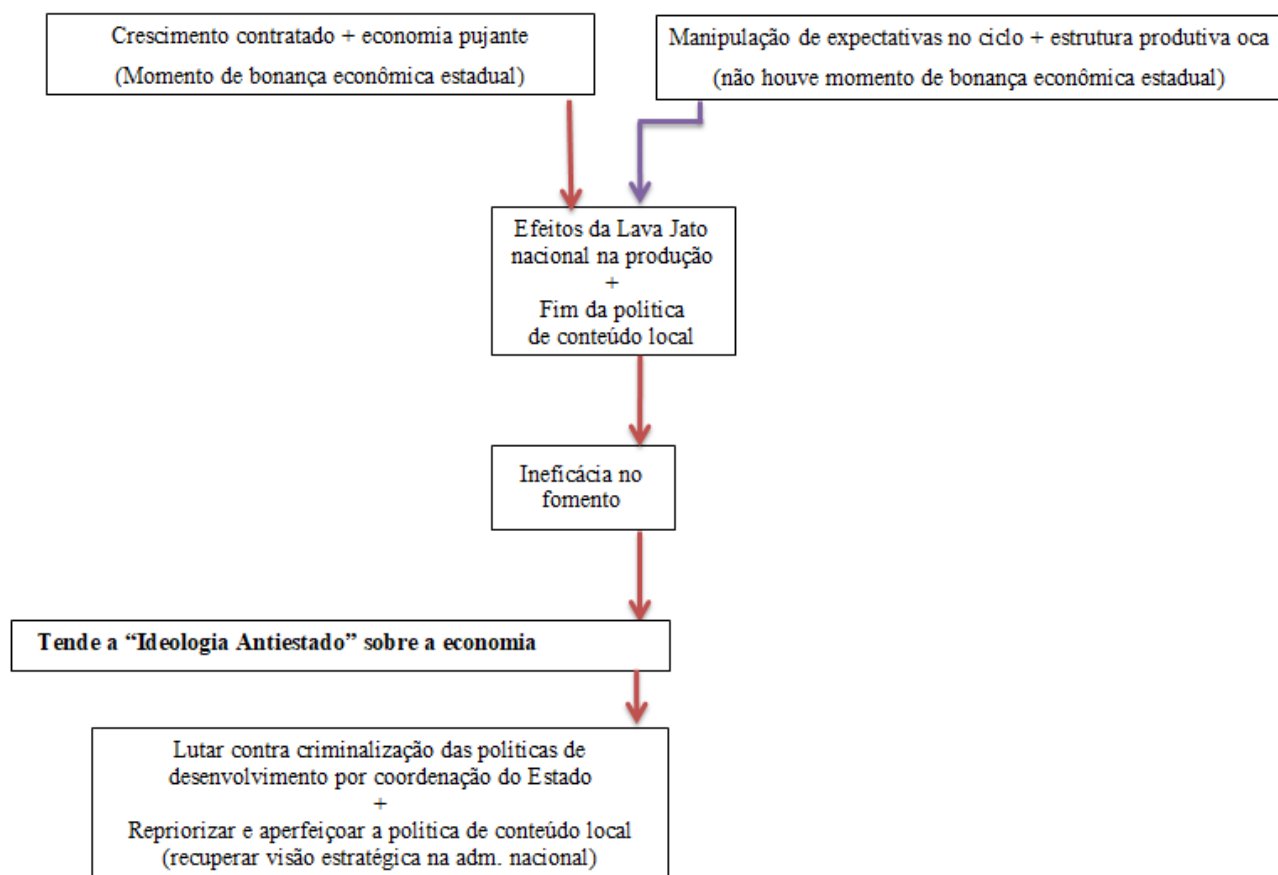 Crescimento contratado + economia pujante
(Momento de bonança econômica estadual)
Manipulação de expectativas no ciclo + estrutura produtiva oca
(não houve momento de bonança econômica estadual)
Efeitos da Lava Jato
nacional na produção
+
Fim da política
de conteúdo local
Ineficácia no
fomento
Tende a “Ideologia Antiestado” sobre a economia
Lutar contra criminalização das políticas de
desenvolvimento por coordenação do Estado
+
Repriorizar e aperfeiçoar a política de conteúdo local
(recuperar visão estratégica na adm. nacional)